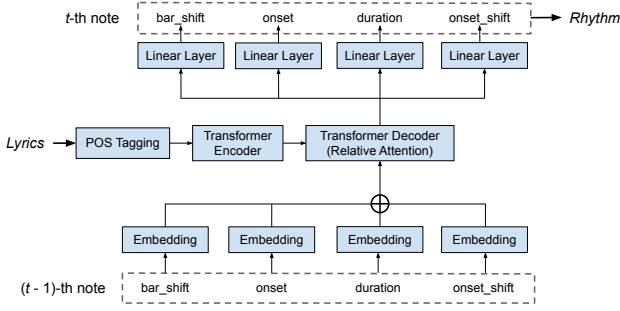 t-th note bar_shift onset duration onset_shift Rhythm
Linear Layer Linear Layer Linear Layer Linear Layer
Lyrics POS Tagging Transformer Encoder Transformer Decoder (Relative Attention)
Embedding Embedding Embedding Embedding
(t - 1)-th note bar_shift onset duration onset_shift